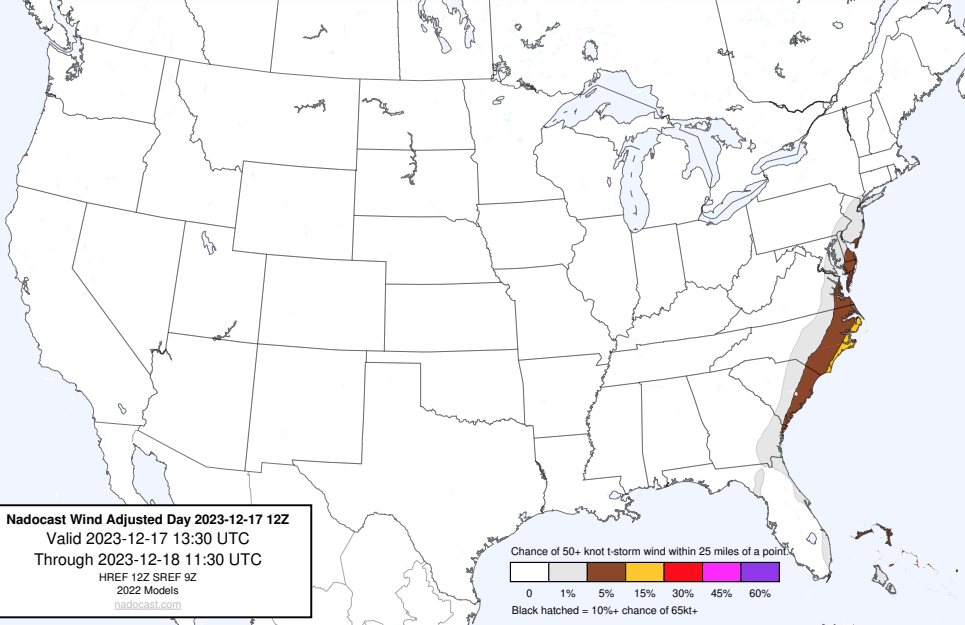 Nadocast Wind Adjusted Day 2023-12-17 12Z
Valid 2023-12-17 13:30 UTC
Through 2023-12-18 11:30 UTC
HREF 12Z SREF 9Z
2022 Models
nadocast.com
Chance of 50+ knot t-storm wind within 25 miles of a point.
0 1% 5% 15% 30% 45% 60%
Black hatched = 10%+ chance of 65kt+